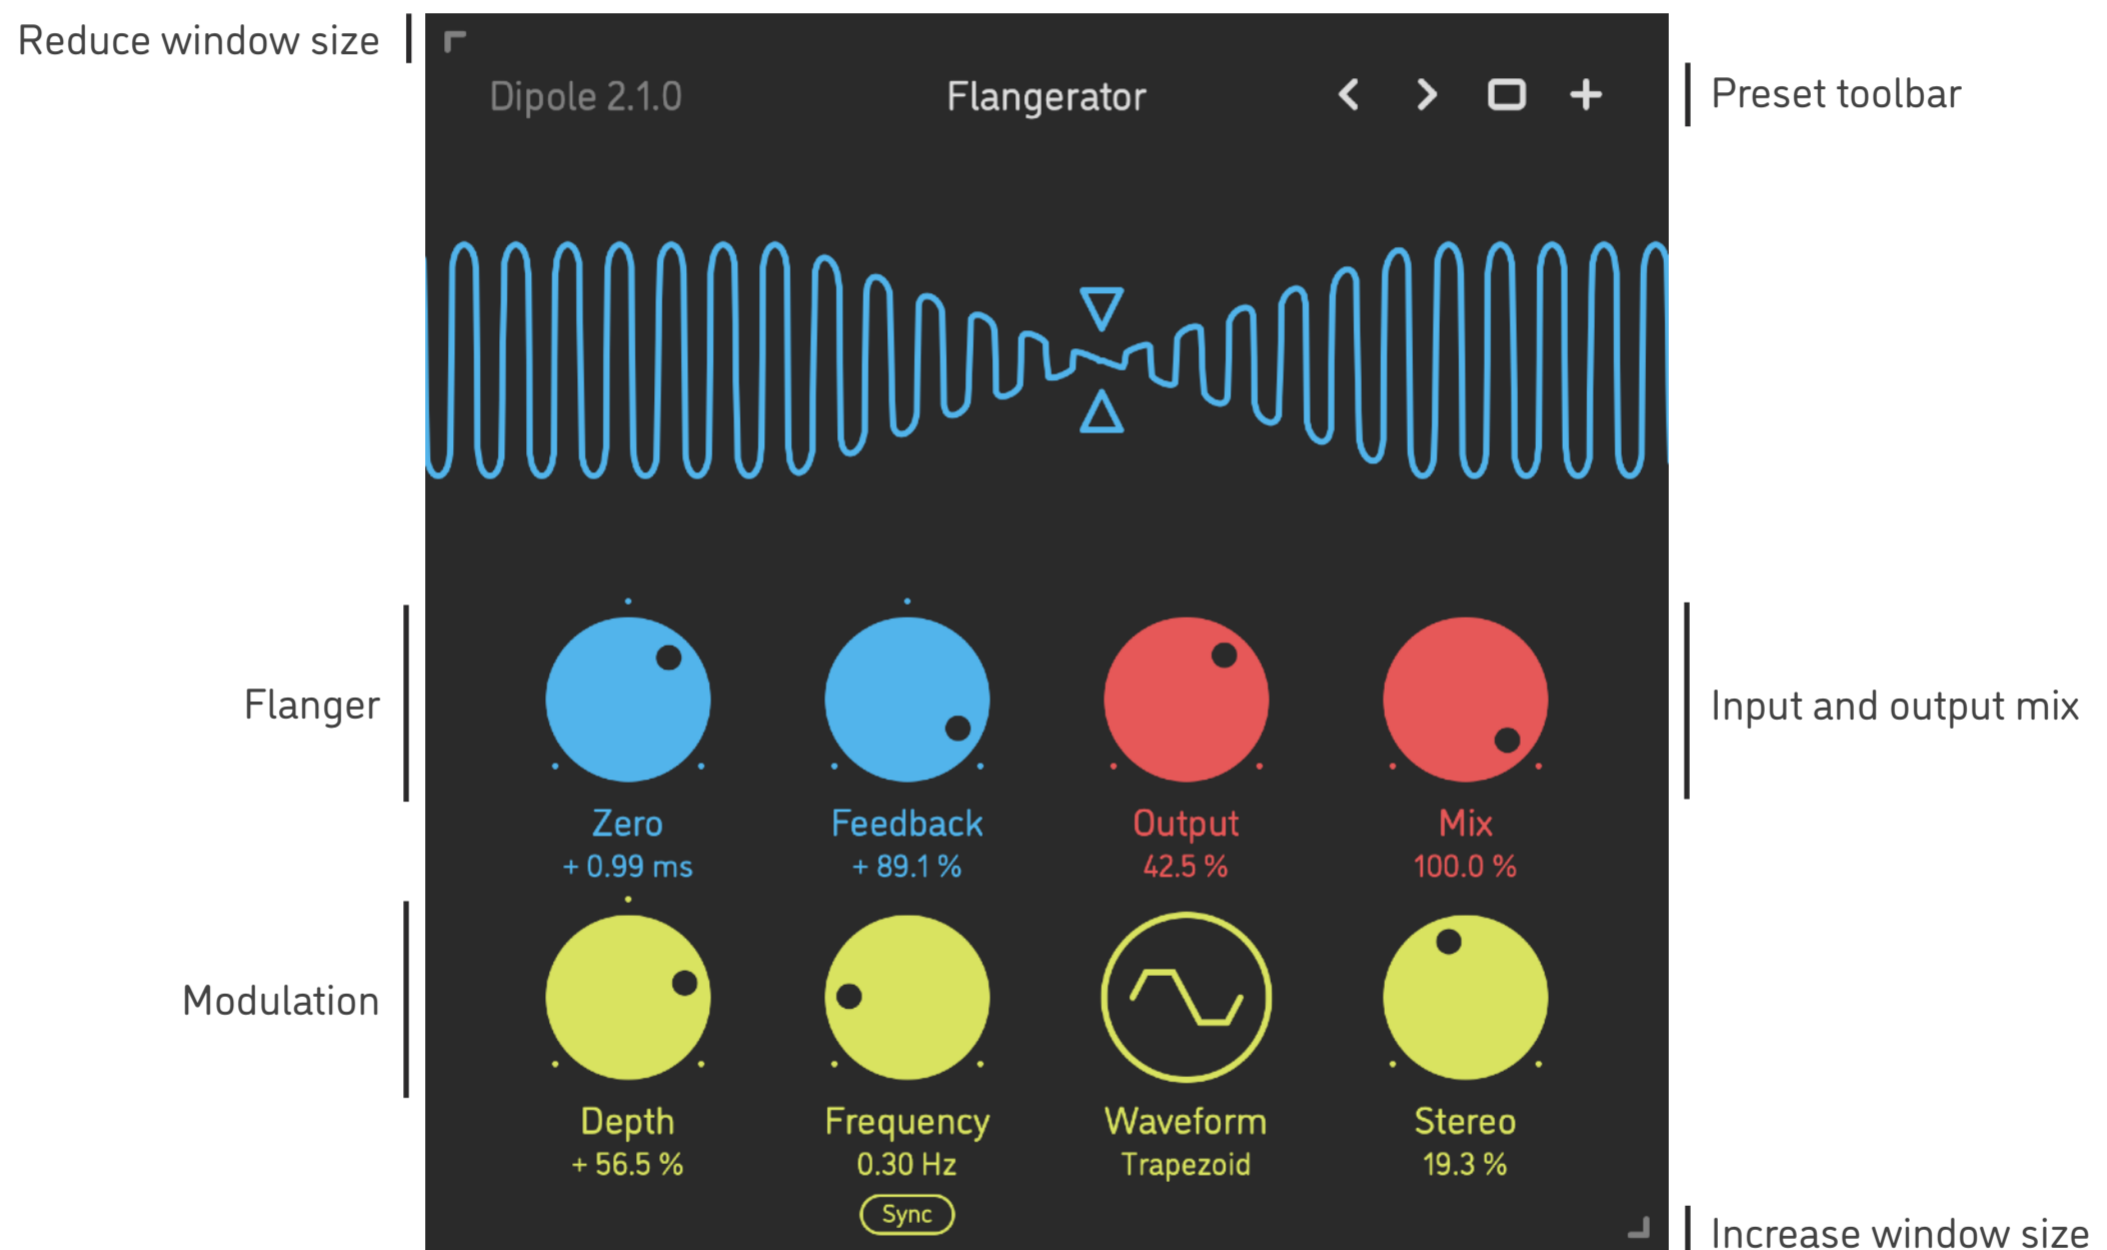 Reduce window size
Dipole 2.1.0
Flangerator
Preset toolbar
Flanger
Input and output mix
Zero
Feedback
Output
Mix
+ 0.99 ms
+ 89.1 %
42.5 %
100.0 %
Modulation
Depth
Frequency
Waveform
Stereo
+ 56.5 %
0.30 Hz
Trapezoid
19.3 %
Sync
Increase window size